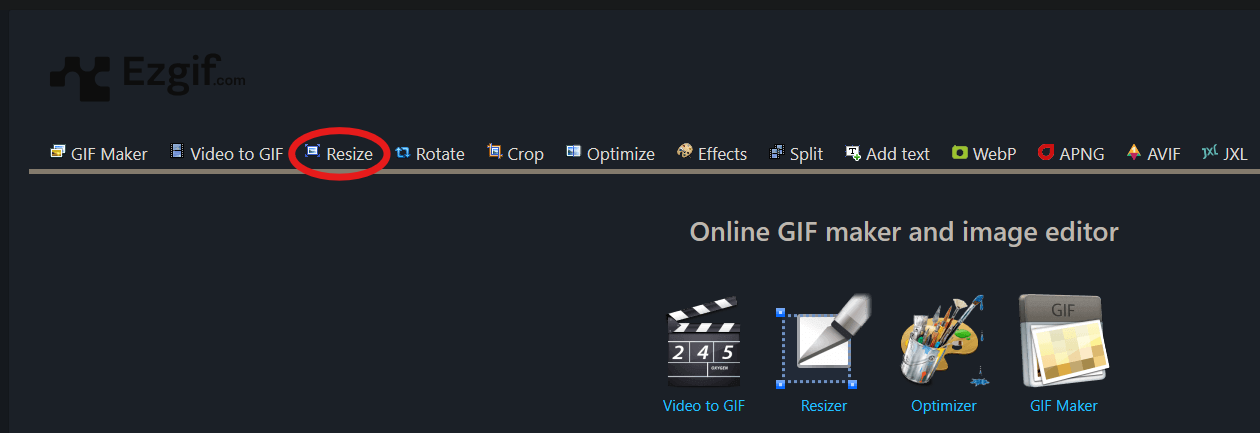 Ezgif.com
GIF Maker Video to GIF Resize Rotate Crop Optimize Effects Split Add text WebP APNG AVIF JXL
Online GIF maker and image editor
GIF
2 4 5
OXYGEN
Video to GIF Resizer Optimizer GIF Maker